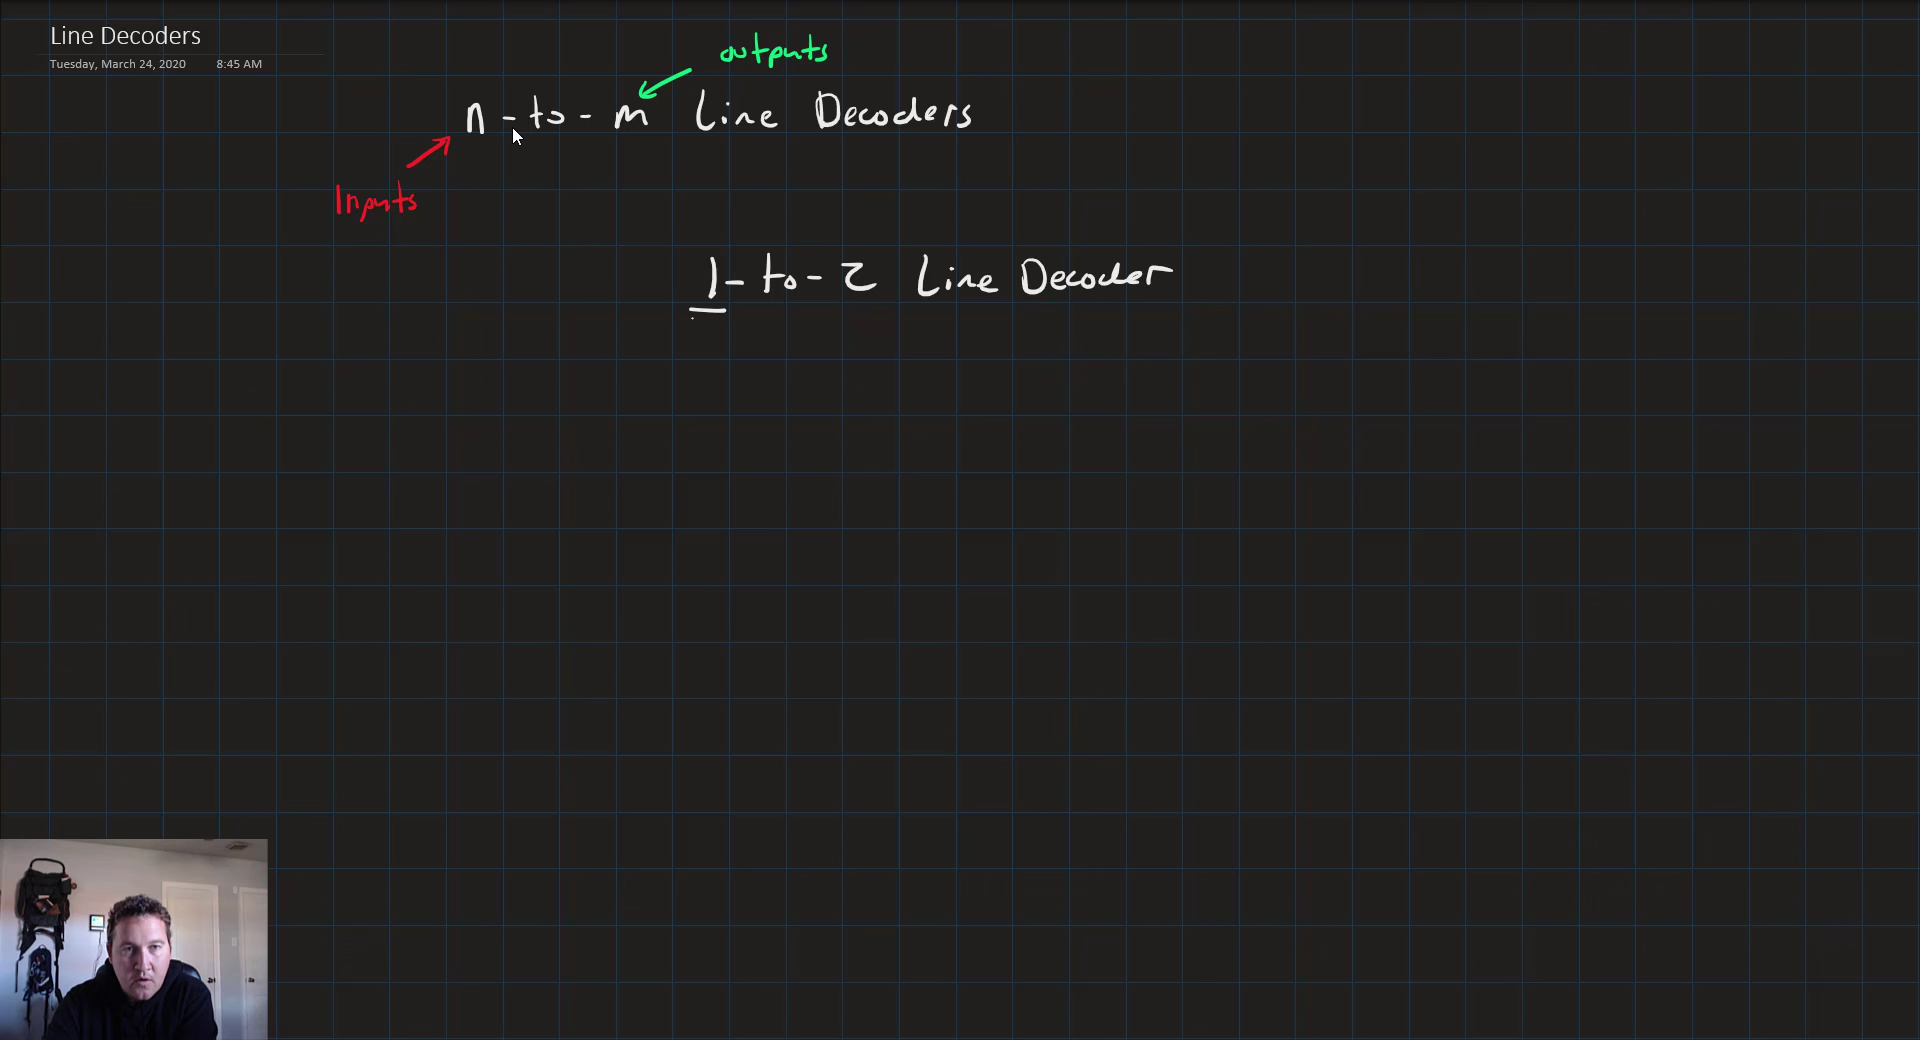 Line Decoders
Tuesday, March 24, 2020 8:45 AM
outputs
n-to-m Line Decoders
Inputs
1-to-2 Line Decoder